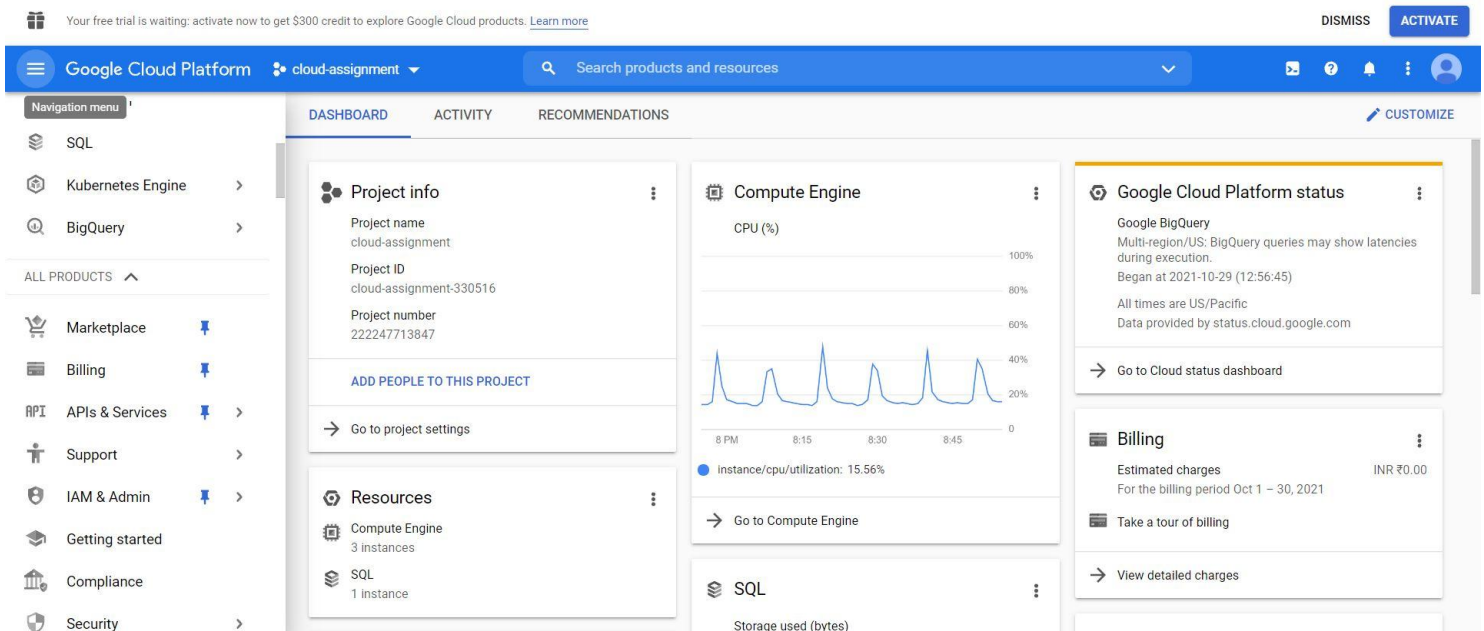 Your free trial is waiting: activate now to get $300 credit to explore Google Cloud products. Learn more
DISMISS
ACTIVATE
Google Cloud Platform
cloud-assignment
Search products and resources
Navigation menu
SQL
Kubernetes Engine
BigQuery
ALL PRODUCTS
Marketplace
Billing
API APIs & Services
Support
IAM & Admin
Getting started
Compliance
Security
DASHBOARD
ACTIVITY
RECOMMENDATIONS
CUSTOMIZE
Project info
Project name
cloud-assignment
Project ID
cloud-assignment-330516
Project number
222247713847
ADD PEOPLE TO THIS PROJECT
Go to project settings
Resources
Compute Engine
3 instances
SQL
1 instance
Compute Engine
CPU (%)
100%
80%
60%
40%
20%
0
8 PM 8:15 8:30 8:45
instance/cpu/utilization: 15.56%
Go to Compute Engine
SQL
Storage used (bytes)
Google Cloud Platform status
Google BigQuery
Multi-region/US: BigQuery queries may show latencies
during execution.
Began at 2021-10-29 (12:56:45)
All times are US/Pacific
Data provided by status.cloud.google.com
Go to Cloud status dashboard
Billing
Estimated charges INR ₹0.00
For the billing period Oct 1 – 30, 2021
Take a tour of billing
View detailed charges